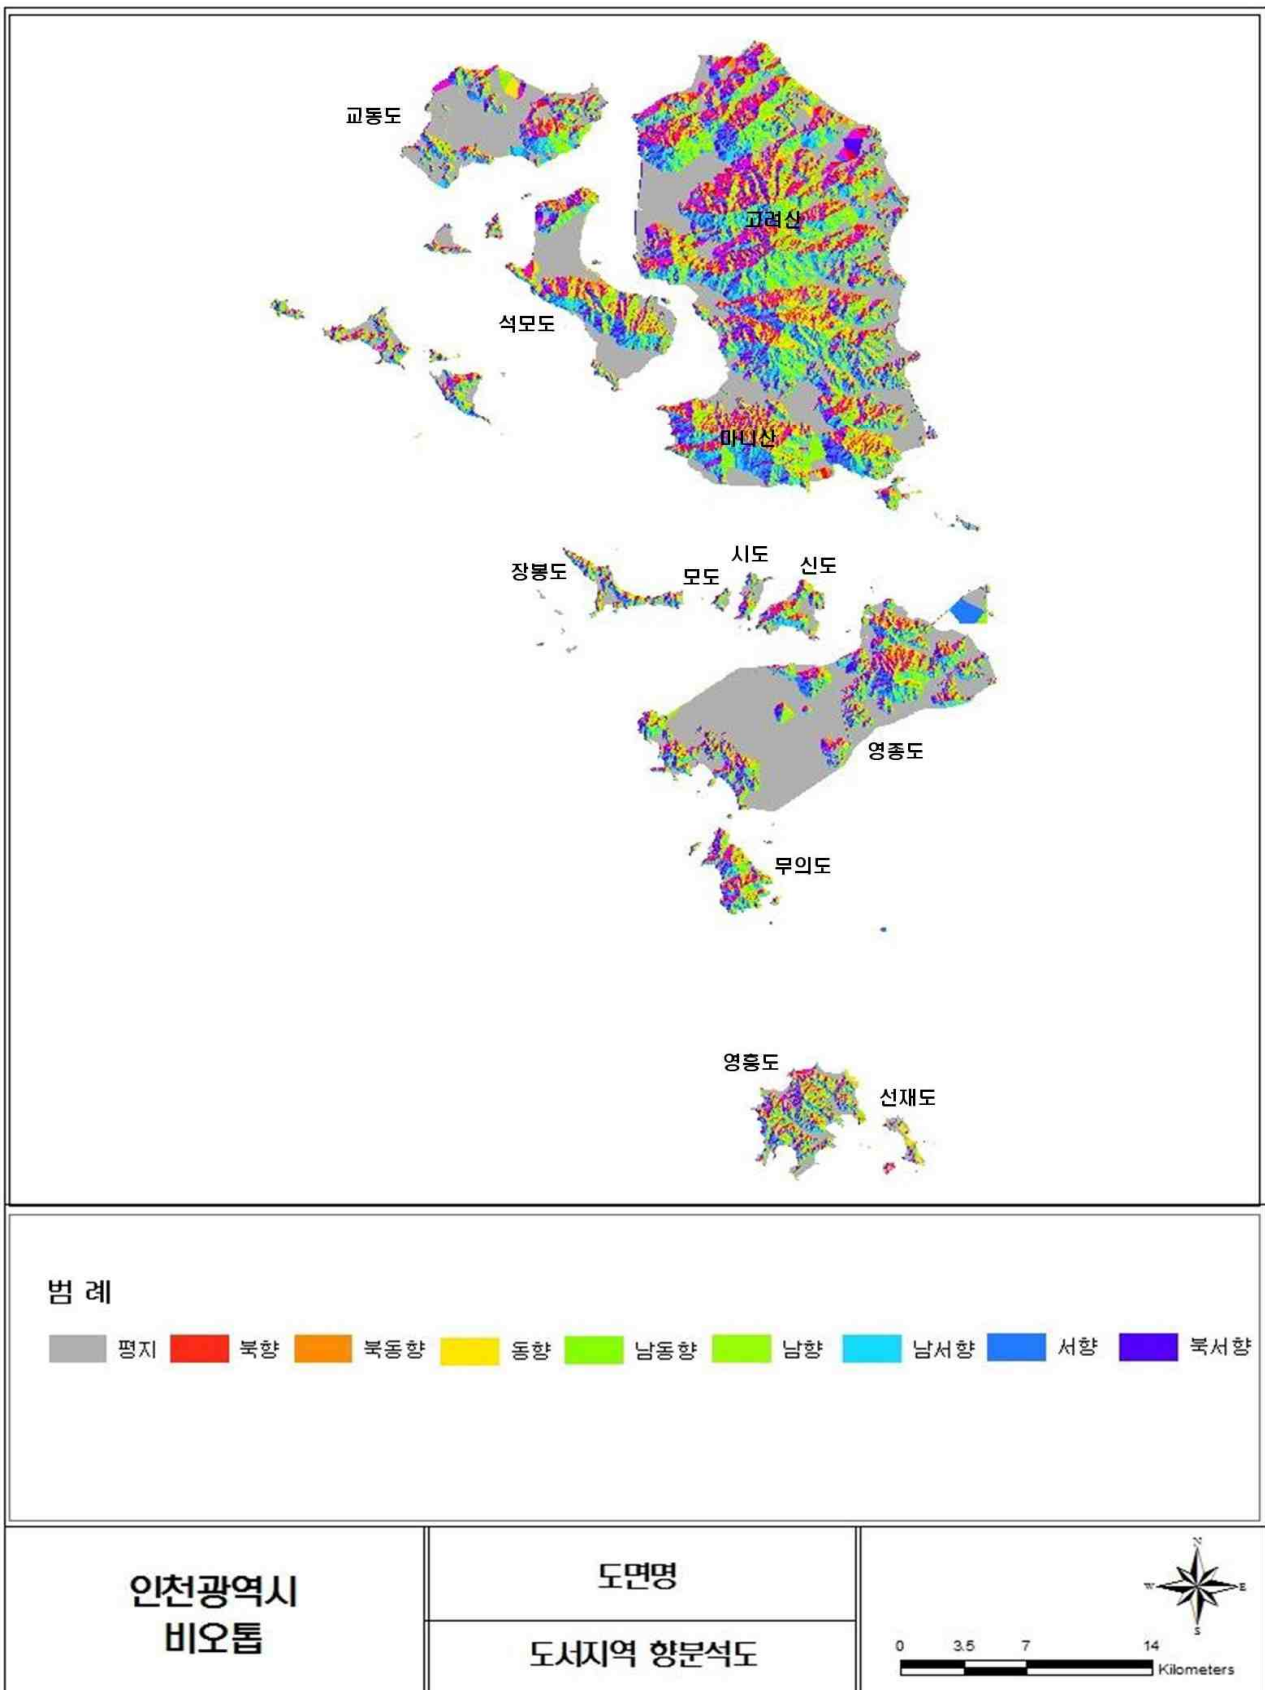 교동도
고려산
석모도
마니산
시도
신도
장봉도
모도
영종도
무의도
영흥도
선재도
범 례
평지 북향 북동향 동향 남동향 남향 남서향 서향 북서향
인천광역시
비오톱
도면명
도서지역 향분석도
N
W E
S
0 3.5 7 14
Kilometers